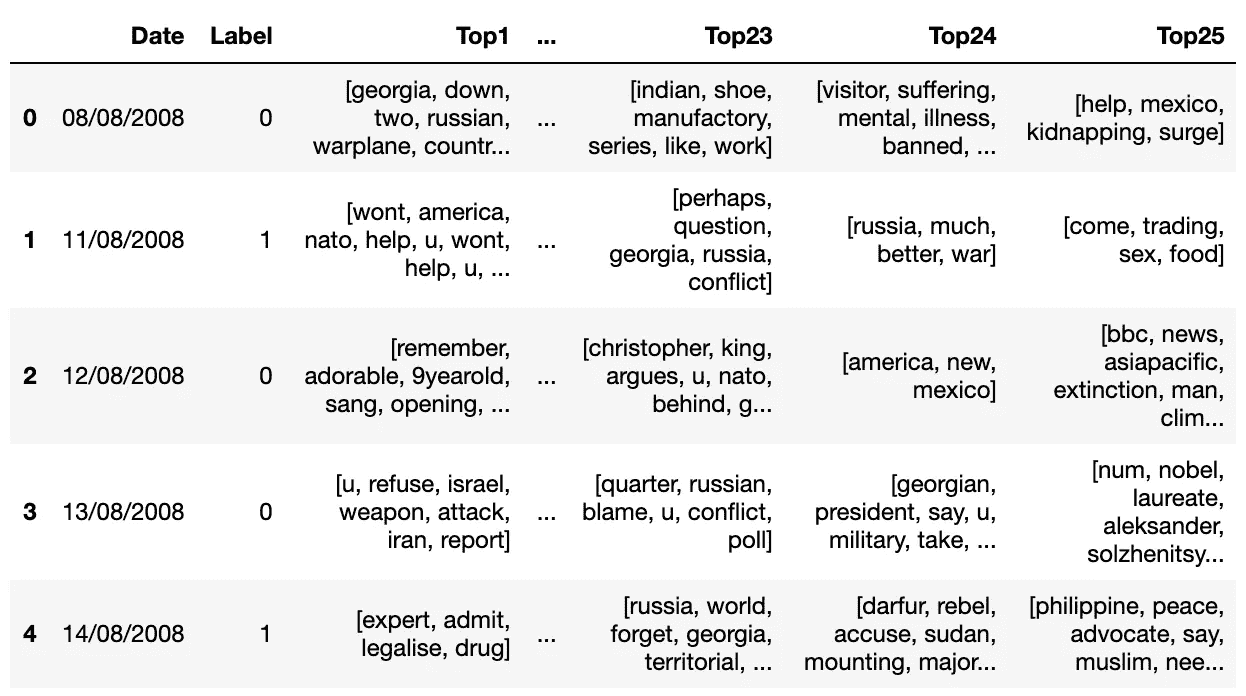 Date Label Top1 ... Top23 Top24 Top25
0 08/08/2008 0 [georgia, down, two, russian, warplane, countr... ... [indian, shoe, manufactory, series, like, work] [visitor, suffering, mental, illness, banned, ... [help, mexico, kidnapping, surge]
1 11/08/2008 1 [wont, america, nato, help, u, wont, help, u, ... ... [perhaps, question, georgia, russia, conflict] [russia, much, better, war] [come, trading, sex, food]
2 12/08/2008 0 [remember, adorable, 9yearold, sang, opening, ... ... [christopher, king, argues, u, nato, behind, g... [america, new, mexico] [bbc, news, asiapacific, extinction, man, clim...
3 13/08/2008 0 [u, refuse, israel, weapon, attack, iran, report] ... [quarter, russian, blame, u, conflict, poll] [georgian, president, say, u, military, take, ... [num, nobel, laureate, aleksander, solzhenitsy...
4 14/08/2008 1 [expert, admit, legalise, drug] ... [russia, world, forget, georgia, territorial, ... [darfur, rebel, accuse, sudan, mounting, major... [philippine, peace, advocate, say, muslim, nee...